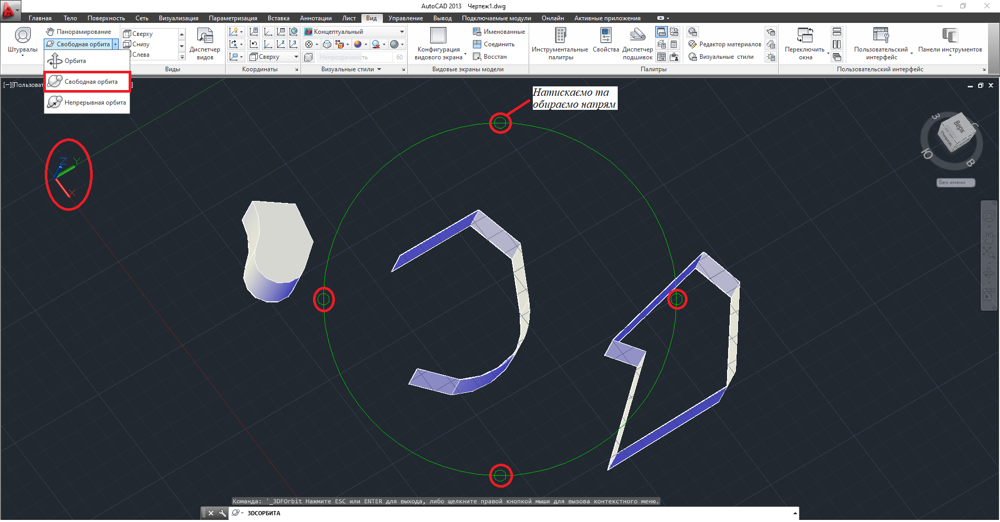 AutoCAD 2013 Чертеж1.dwg
Главная Тело Поверхность Сеть Визуализация Параметризация Вставка Аннотации Лист Вид Управление Вывод Подключаемые модули Онлайн Активные приложения
Штурвалы
Панорамирование
Свободная орбита
Орбита
Свободная орбита
Непрерывная орбита
Сверху
Снизу
Слева
Диспетчер
видов
Виды
Сверху
Координаты
Концептуальный
Непрозрачность 60
Визуальные стили
Конфигурация
видового экрана
Именованные
Соединить
Восстан
Видовые экраны модели
Инструментальные
палитры
Свойства
Диспетчер
подшивок
Редактор материалов
Визуальные стили
Палитры
Переключить
окна
Пользовательский
интерфейс
Панели инструментов
Пользовательский интерфейс
[−][Пользоват
]
Натискаємо та
обираємо напрям
Z Y
X
З С
Верх
Перед
Ю В
Без имени
Команда: '_3DFOrbit Нажмите ESC или ENTER для выхода, либо щелкните правой кнопкой мыши для вызова контекстного меню.
3DСОРБИТА